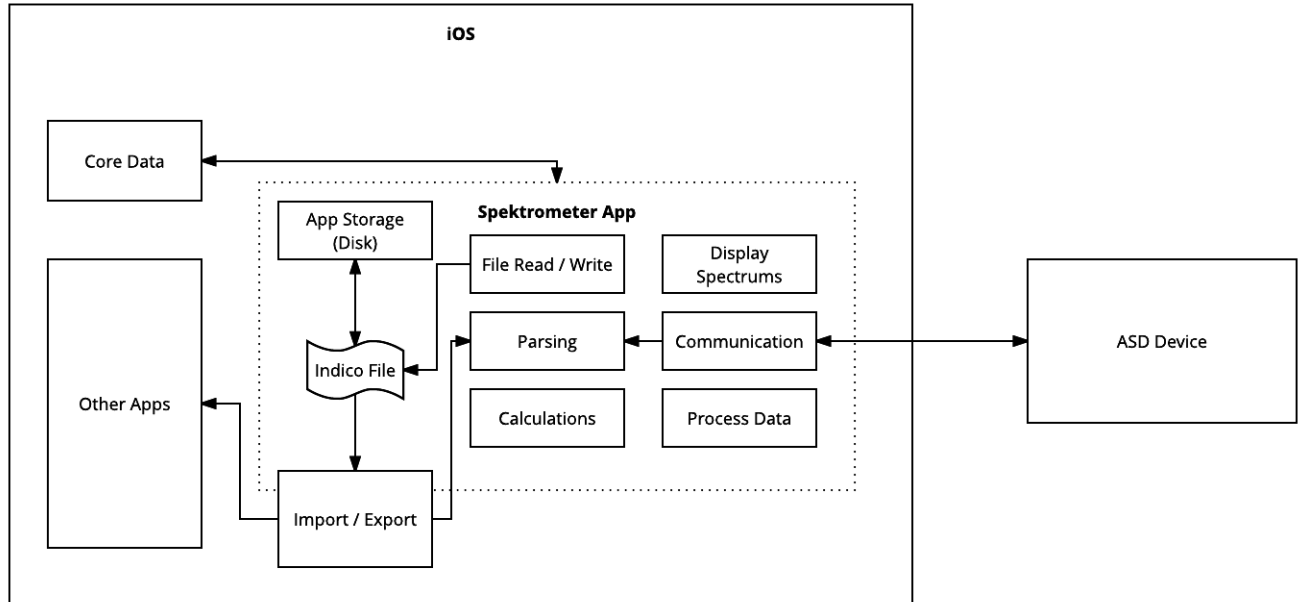 iOS
Core Data
App Storage
(Disk)
Spektrometer App
File Read / Write
Display
Spectrums
Parsing
Communication
ASD Device
Indico File
Other Apps
Calculations
Process Data
Import / Export